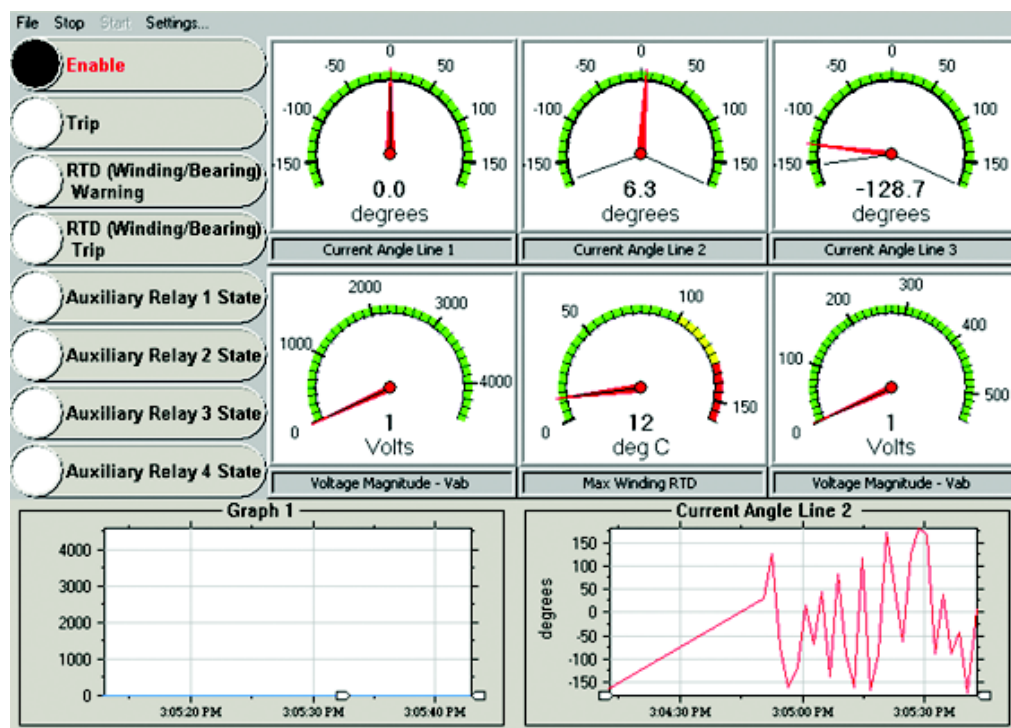 File Stop Start Settings...
Enable
Trip
RTD (Winding/Bearing)
Warning
RTD (Winding/Bearing)
Trip
Auxiliary Relay 1 State
Auxiliary Relay 2 State
Auxiliary Relay 3 State
Auxiliary Relay 4 State
-150 -100 -50 0 50 100 150
0.0
degrees
Current Angle Line 1
-150 -100 -50 0 50 100 150
6.3
degrees
Current Angle Line 2
-150 -100 -50 0 50 100 150
-128.7
degrees
Current Angle Line 3
0 1000 2000 3000 4000
1
Volts
Voltage Magnitude - Vab
0 50 100 150
12
deg C
Max Winding RTD
0 100 200 300 400 500
1
Volts
Voltage Magnitude - Vab
Graph 1
4000
3000
2000
1000
0
3:05:20 PM 3:05:30 PM 3:05:40 PM
Current Angle Line 2
degrees
150
100
50
0
-50
-100
-150
3:04:30 PM 3:05:00 PM 3:05:30 PM